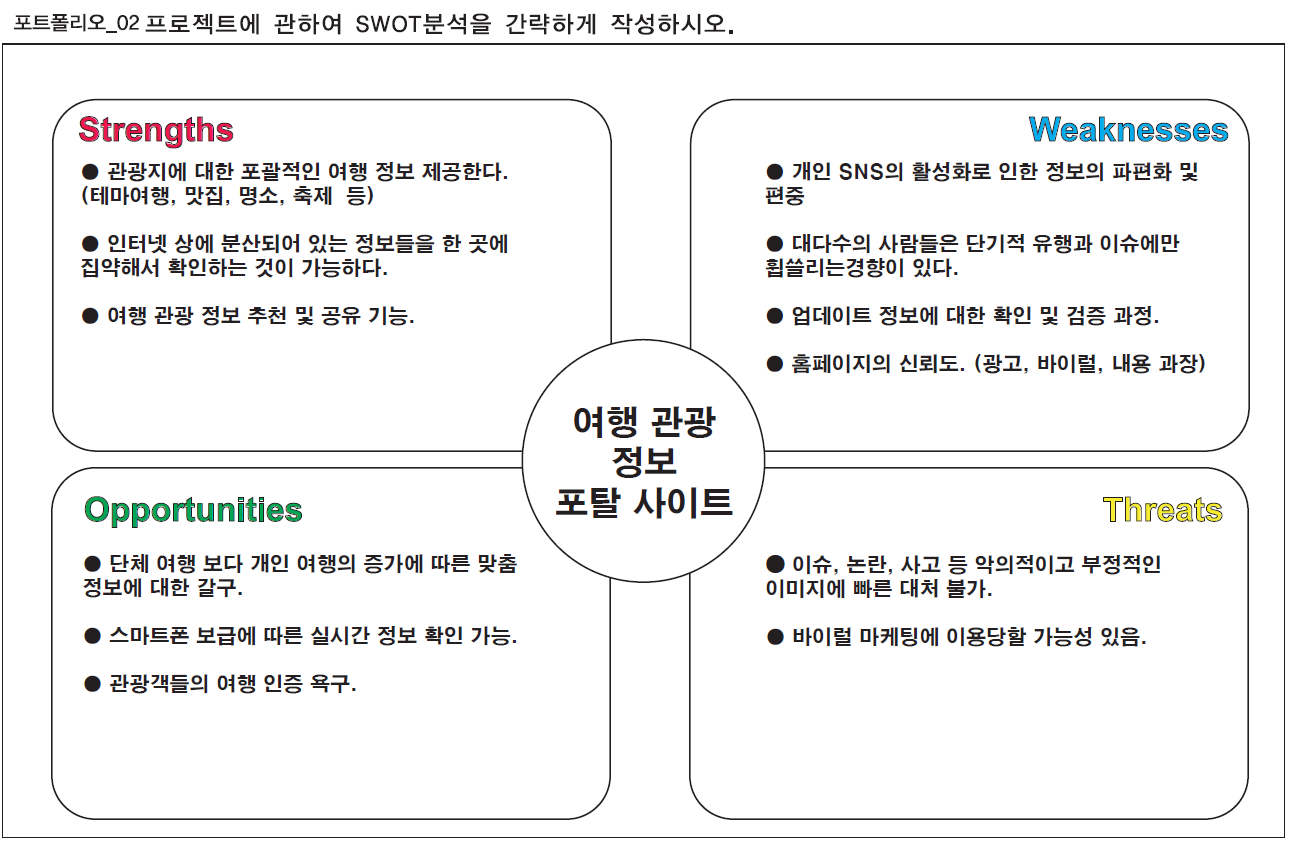 포트폴리오_02 프로젝트에 관하여 SWOT분석을 간략하게 작성하시오.
Strengths
● 관광지에 대한 포괄적인 여행 정보 제공한다.
(테마여행, 맛집, 명소, 축제 등)
● 인터넷 상에 분산되어 있는 정보들을 한 곳에
집약해서 확인하는 것이 가능하다.
● 여행 관광 정보 추천 및 공유 기능.
Weaknesses
● 개인 SNS의 활성화로 인한 정보의 파편화 및
편중
● 대다수의 사람들은 단기적 유행과 이슈에만
휩쓸리는경향이 있다.
● 업데이트 정보에 대한 확인 및 검증 과정.
● 홈페이지의 신뢰도. (광고, 바이럴, 내용 과장)
여행 관광
정보
포탈 사이트
Opportunities
● 단체 여행 보다 개인 여행의 증가에 따른 맞춤
정보에 대한 갈구.
● 스마트폰 보급에 따른 실시간 정보 확인 가능.
● 관광객들의 여행 인증 욕구.
Threats
● 이슈, 논란, 사고 등 악의적이고 부정적인
이미지에 빠른 대처 불가.
● 바이럴 마케팅에 이용당할 가능성 있음.